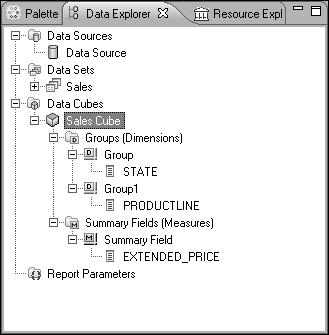 Palette Data Explorer Resource Expl
Data Sources
Data Source
Data Sets
Sales
Data Cubes
Sales Cube
Groups (Dimensions)
Group
STATE
Group1
PRODUCTLINE
Summary Fields (Measures)
Summary Field
EXTENDED_PRICE
Report Parameters